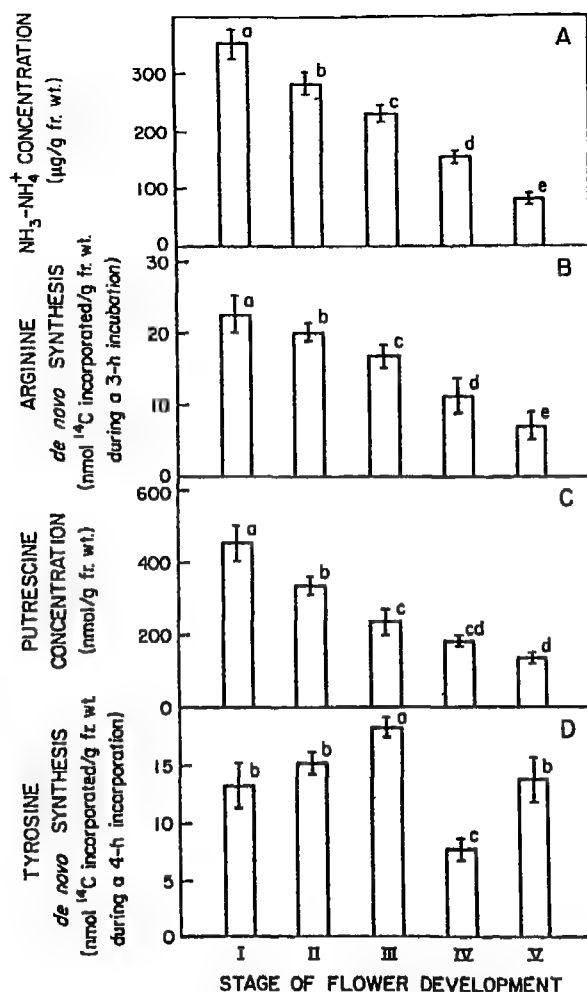 NH₃-NH₄⁺ CONCENTRATION
(µg/g fr. wt.)
300
200
100
0
A
a
b
c
d
e
ARGININE
de novo SYNTHESIS
(nmol ¹⁴C incorporated/g fr. wt.
during a 3-h incubation)
30
20
10
0
B
a
b
c
d
e
PUTRESCINE
CONCENTRATION
(nmol/g fr. wt.)
600
400
200
0
C
a
b
c
cd
d
TYROSINE
de novo SYNTHESIS
(nmol ¹⁴C incorporated/g fr. wt.
during a 4-h incorporation)
15
10
5
0
D
b
b
a
c
b
I II III IV V
STAGE OF FLOWER DEVELOPMENT